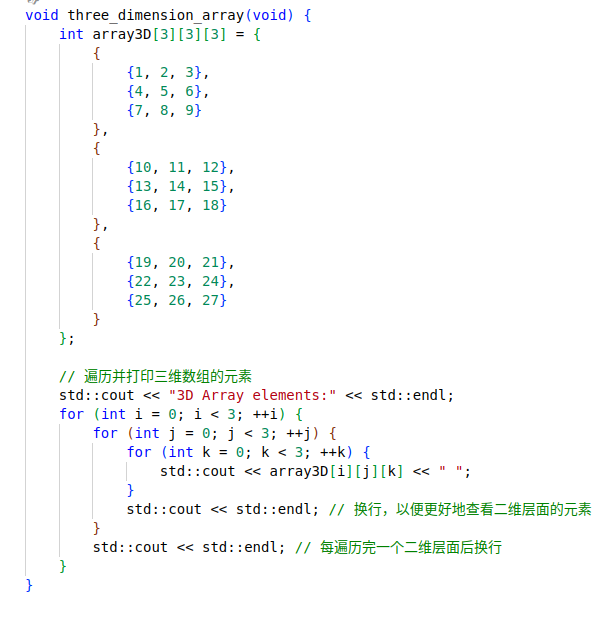 void three_dimension_array(void) {
    int array3D[3][3][3] = {
        {
            {1, 2, 3},
            {4, 5, 6},
            {7, 8, 9}
        },
        {
            {10, 11, 12},
            {13, 14, 15},
            {16, 17, 18}
        },
        {
            {19, 20, 21},
            {22, 23, 24},
            {25, 26, 27}
        }
    };

    // 遍历并打印三维数组的元素
    std::cout << "3D Array elements:" << std::endl;
    for (int i = 0; i < 3; ++i) {
        for (int j = 0; j < 3; ++j) {
            for (int k = 0; k < 3; ++k) {
                std::cout << array3D[i][j][k] << " ";
            }
            std::cout << std::endl; // 换行，以便更好地查看二维层面的元素
        }
        std::cout << std::endl; // 每遍历完一个二维层面后换行
    }
}